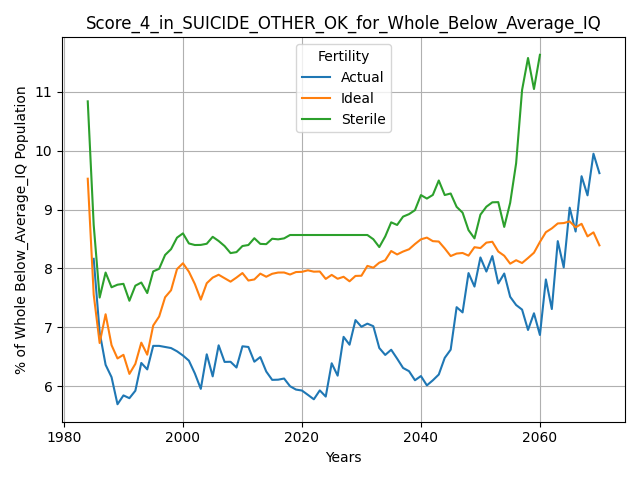 Score_4_in_SUICIDE_OTHER_OK_for_Whole_Below_Average_IQ
Fertility
Actual
Ideal
Sterile
% of Whole Below_Average_IQ Population
11
10
9
8
7
6
1980
2000
2020
2040
2060
Years